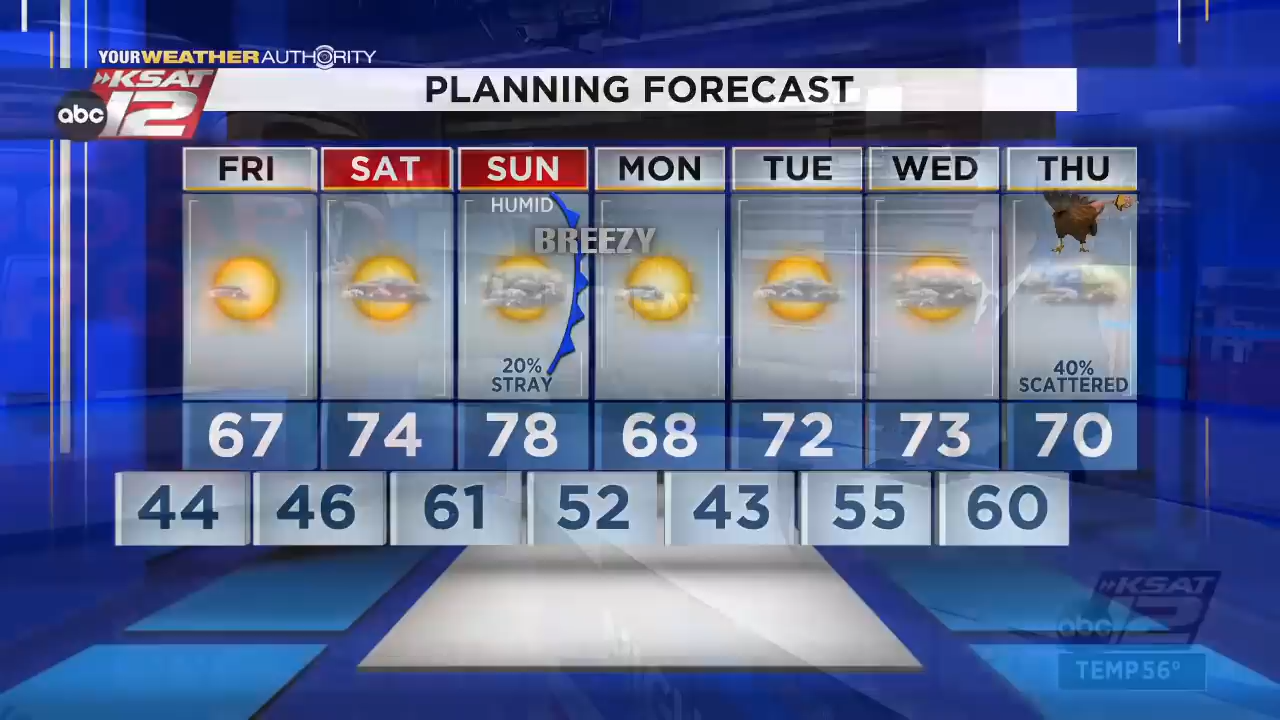 YOUR WEATHER AUTHORITY
KSAT
abc 12
PLANNING FORECAST
FRI SAT SUN MON TUE WED THU
HUMID
BREEZY
20%
STRAY
40%
SCATTERED
67 74 78 68 72 73 70
44 46 61 52 43 55 60
KSAT
abc 12
TEMP 56°